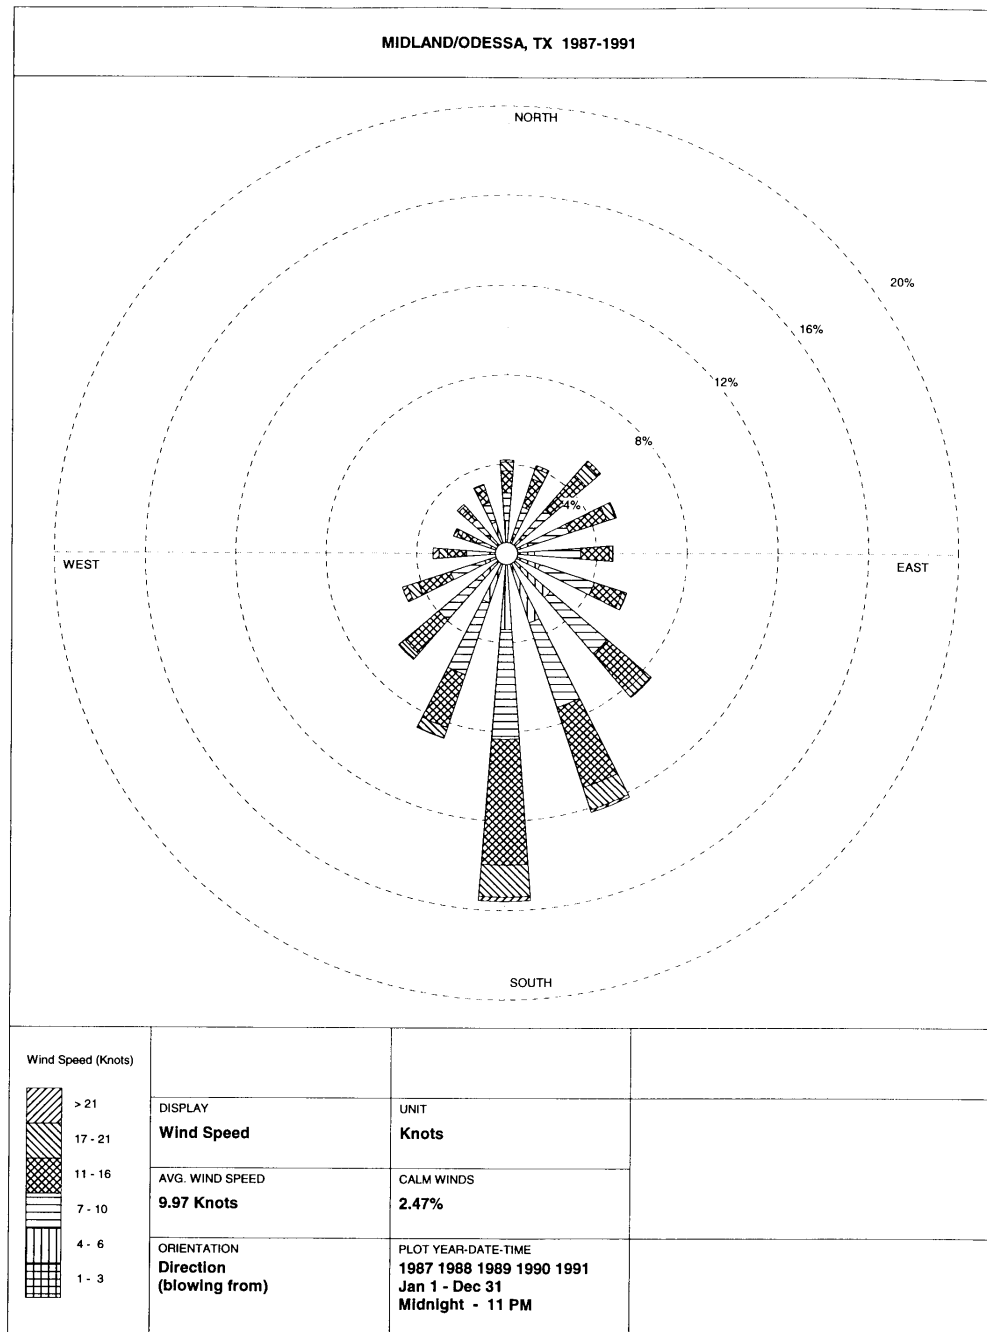 MIDLAND/ODESSA, TX 1987-1991
NORTH
20%
16%
12%
8%
4%
WEST
EAST
SOUTH
Wind Speed (Knots)
> 21
17 - 21
11 - 16
7 - 10
4 - 6
1 - 3
DISPLAY
Wind Speed
UNIT
Knots
AVG. WIND SPEED
9.97 Knots
CALM WINDS
2.47%
ORIENTATION
Direction
(blowing from)
PLOT YEAR-DATE-TIME
1987 1988 1989 1990 1991
Jan 1 - Dec 31
Midnight - 11 PM